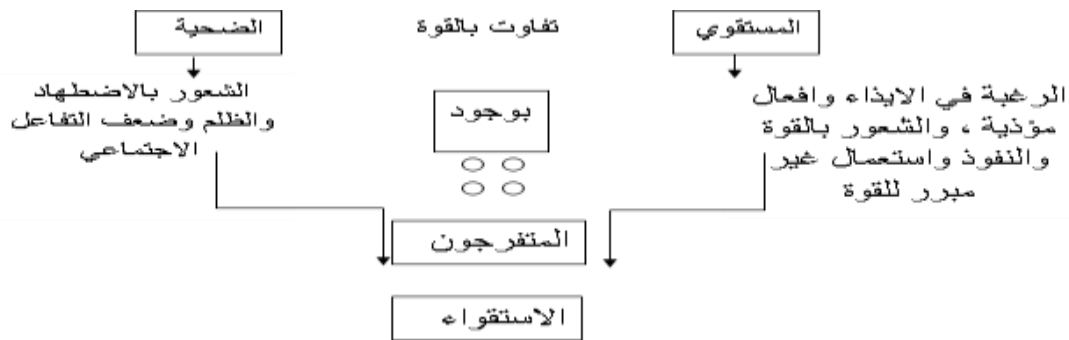 المستقوي
تفاوت بالقوة
الضحية
الرغبة في الايذاء وافعال
مؤذية ، والشعور بالقوة
والنفوذ واستعمال غير
مبرر للقوة
بوجود
الشعور بالاضطهاد
والظلم وضعف التفاعل
الاجتماعي
المتفرجون
الاستقواء